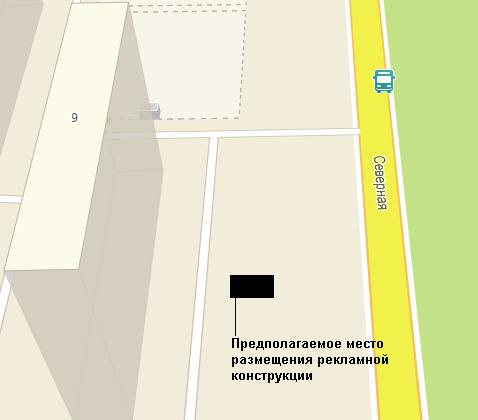 9
Северная
Предполагаемое место
размещения рекламной
конструкции